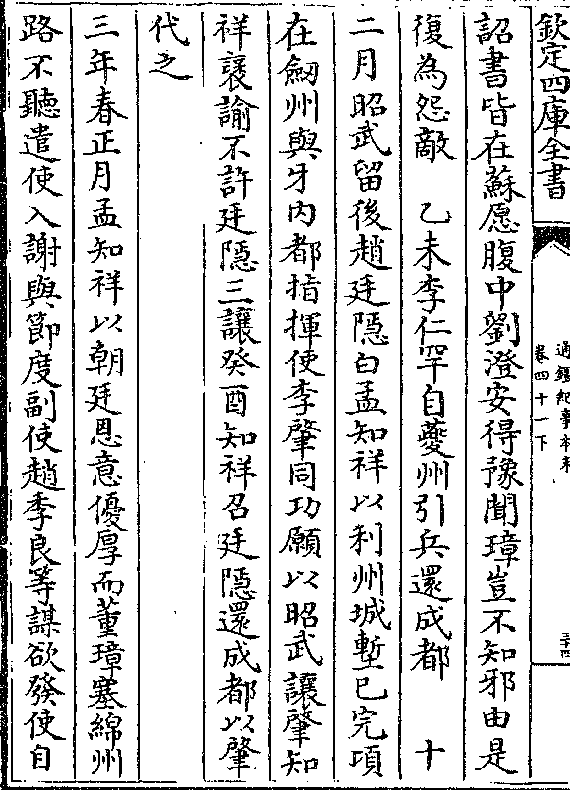 欽定四庫全書
通鑑紀事本末
卷四十一下
三十四
詔書皆在蘇愿腹中劉澄安得豫聞璋豈不知邪由是
復為怨敵　乙未李仁罕自夔州引兵還成都　十
二月昭武留後趙廷隱白孟知祥以利州城塹已完項
在劒州與牙內都指揮使李肇同功願以昭武讓肇知
祥褒諭不許廷隱三讓癸酉知祥召廷隱還成都以肇
代之
三年春正月孟知祥以朝廷恩意優厚而董璋塞綿州
路不聽遣使入謝與節度副使趙季良等謀欲發使自